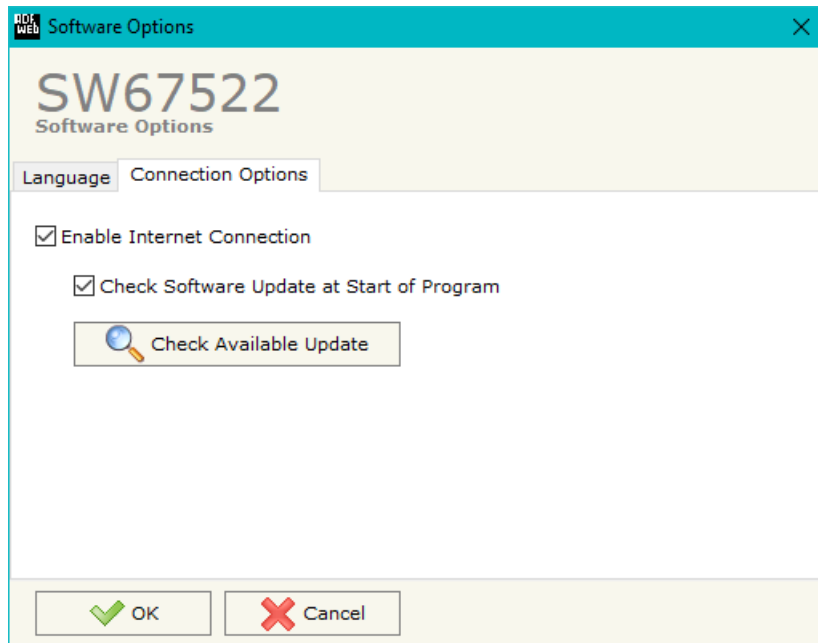 ADF
WEB
Software Options
SW67522
Software Options
Language
Connection Options
Enable Internet Connection
Check Software Update at Start of Program
Check Available Update
OK
Cancel